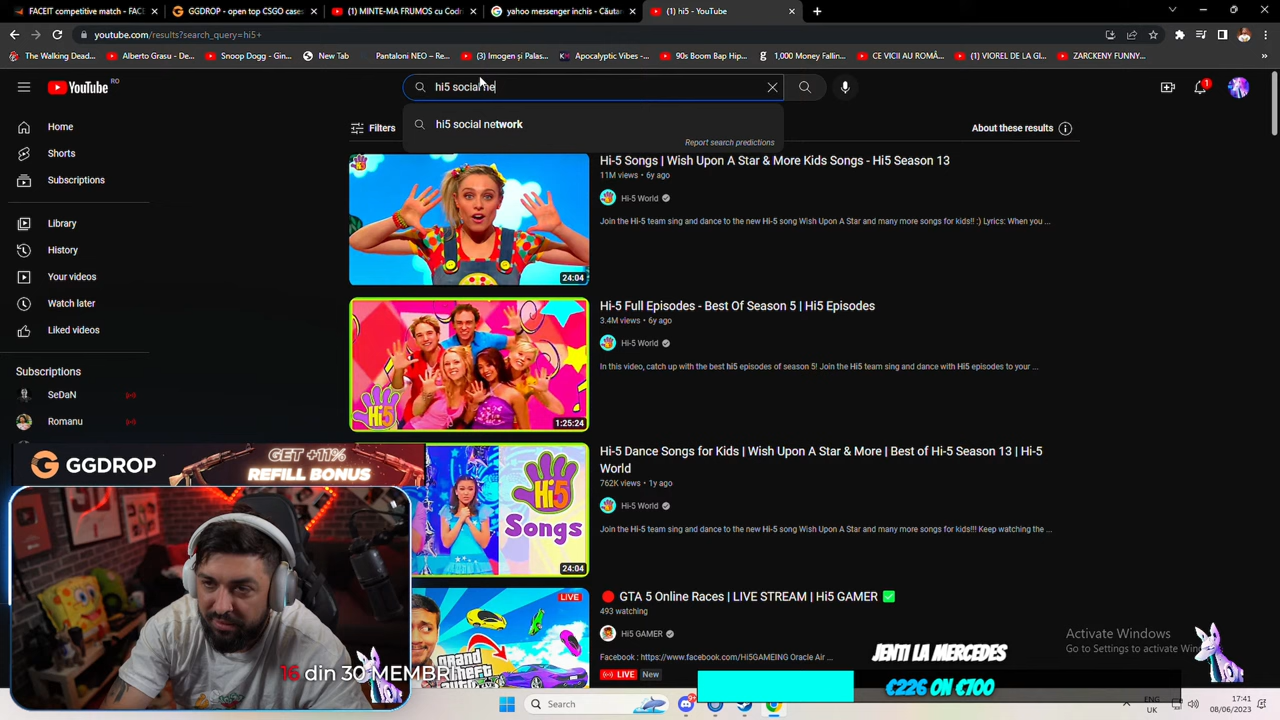 FACEIT competitive match - FACE
GGDROP - open top CSGO cases
(1) MINTE-MA FRUMOS cu Codr
yahoo messenger inchis - Căutar
(1) hi5 - YouTube
youtube.com/results?search_query=hi5+
The Walking Dead...
Alberto Grasu - De...
Snoop Dogg - Gin...
New Tab
Pantaloni NEO – Re...
(3) Imogen și Palas...
Apocalyptic Vibes -...
90s Boom Bap Hip...
1,000 Money Fallin...
CE VICII AU ROMÂ...
(1) VIOREL DE LA GI...
ZARCKENY FUNNY...
YouTube RO
hi5 social ne
1
hi5 social network
Report search predictions
Filters
About these results
Home
Shorts
Subscriptions
Library
History
Your videos
Watch later
Liked videos
Subscriptions
SeDaN
Romanu
Hi-5 Songs | Wish Upon A Star & More Kids Songs - Hi5 Season 13
11M views • 6y ago
Hi-5 World
Join the Hi-5 team sing and dance to the new Hi-5 song Wish Upon A Star and many more songs for kids!! :) Lyrics: When you ...
24:04
Hi-5 Full Episodes - Best Of Season 5 | Hi5 Episodes
3.4M views • 6y ago
Hi-5 World
In this video, catch up with the best hi5 episodes of season 5! Join the Hi-5 team sing and dance with episodes to your ...
Hi5
1:25:24
Hi-5 Dance Songs for Kids | Wish Upon A Star & More | Best of Hi-5 Season 13 | Hi-5
World
762K views • 1y ago
Hi-5 World
Join the Hi-5 team sing and dance to the new Hi-5 song Wish Upon A Star and many more songs for kids!!! Keep watching the ...
Hi5
Songs
24:04
GTA 5 Online Races | LIVE STREAM | Hi5 GAMER
493 watching
Hi5 GAMER
Facebook : https://www.facebook.com/Hi5GAMEING Oracle Air ...
LIVE New
LIVE
GGDROP
GET +11%
REFILL BONUS
16 din 30 MEMBRI
JENTI LA MERCEDES
€226 ON €700
Activate Windows
Go to Settings to activate Win
Search
ENG
UK
17:41
08/06/2023